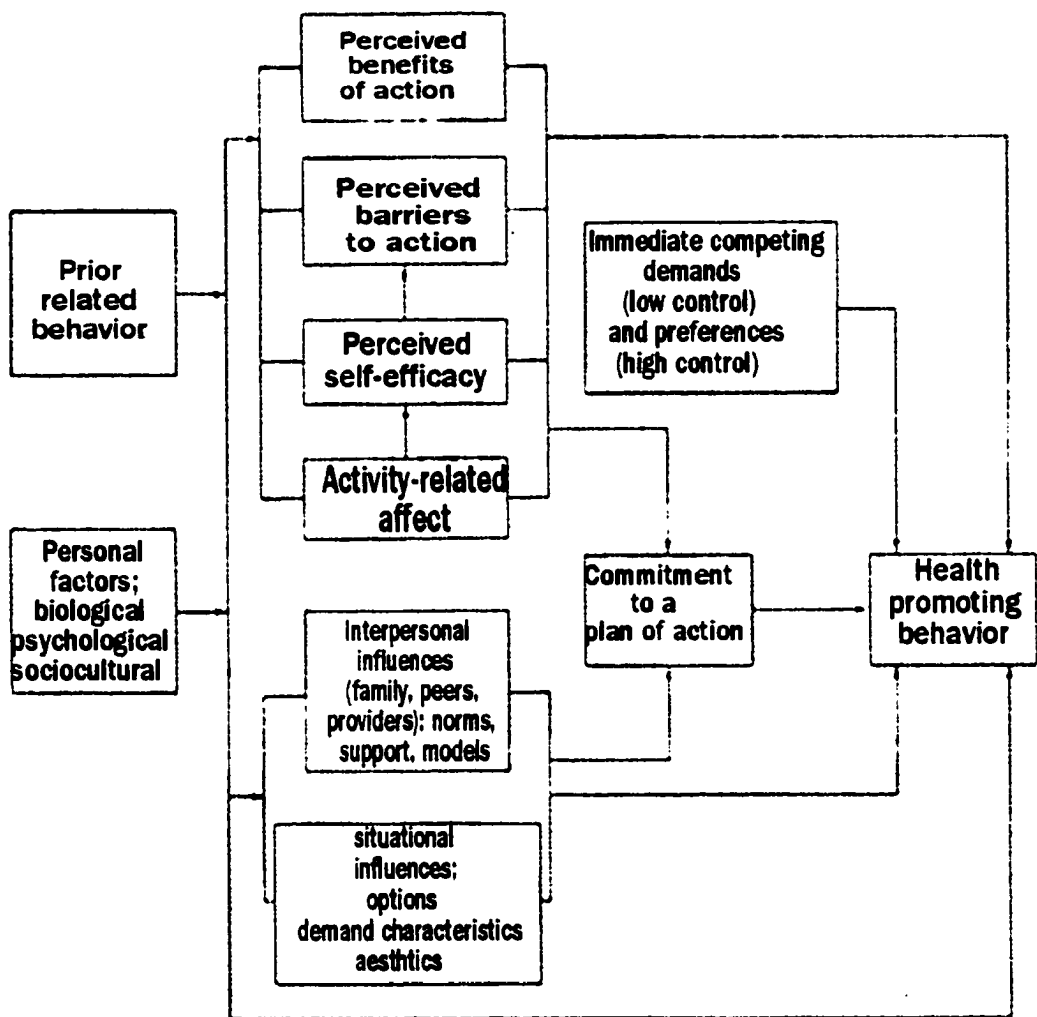 Perceived
benefits
of action
Perceived
barriers
to action
Prior
related
behavior
Immediate competing
demands
(low control)
and preferences
(high control)
Perceived
self-efficacy
Activity-related
affect
Personal
factors;
biological
psychological
sociocultural
Commitment
to a
plan of action
Health
promoting
behavior
Interpersonal
influences
(family, peers,
providers): norms,
support, models
situational
influences;
options
demand characteristics
aesthtics